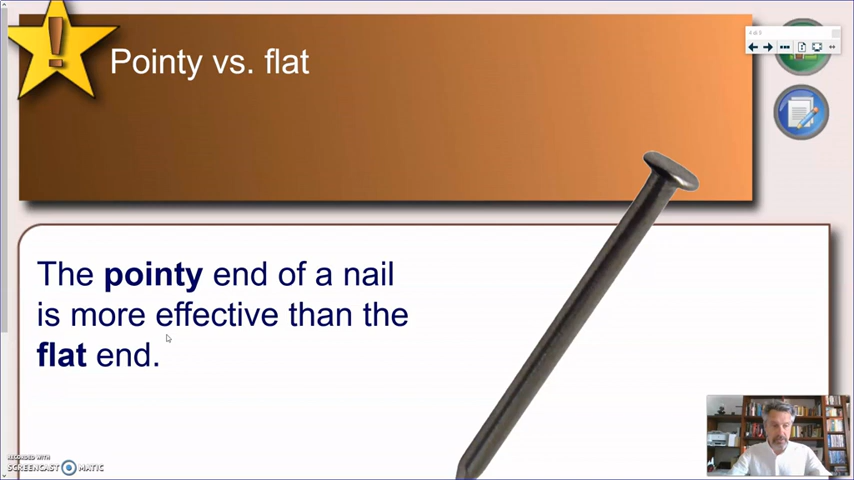 Pointy vs. flat
The pointy end of a nail
is more effective than the
flat end.
RECORDED WITH
SCREENCAST MATIC